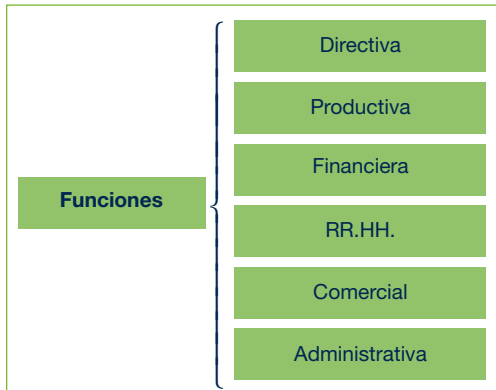 Funciones
Directiva
Productiva
Financiera
RR.HH.
Comercial
Administrativa